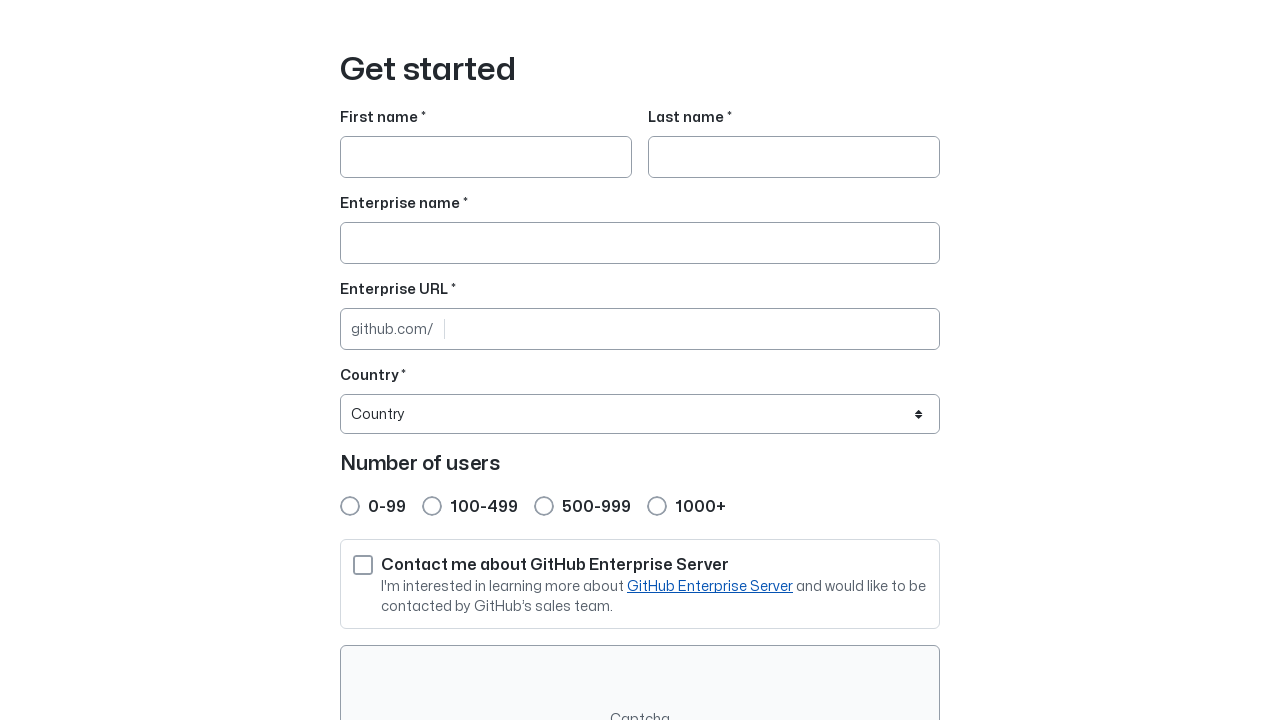 Get started
First name *
Last name *
Enterprise name *
Enterprise URL *
github.com/
Country *
Country
Number of users
0-99
100-499
500-999
1000+
Contact me about GitHub Enterprise Server
I'm interested in learning more about GitHub Enterprise Server and would like to be
contacted by GitHub's sales team.
Captcha